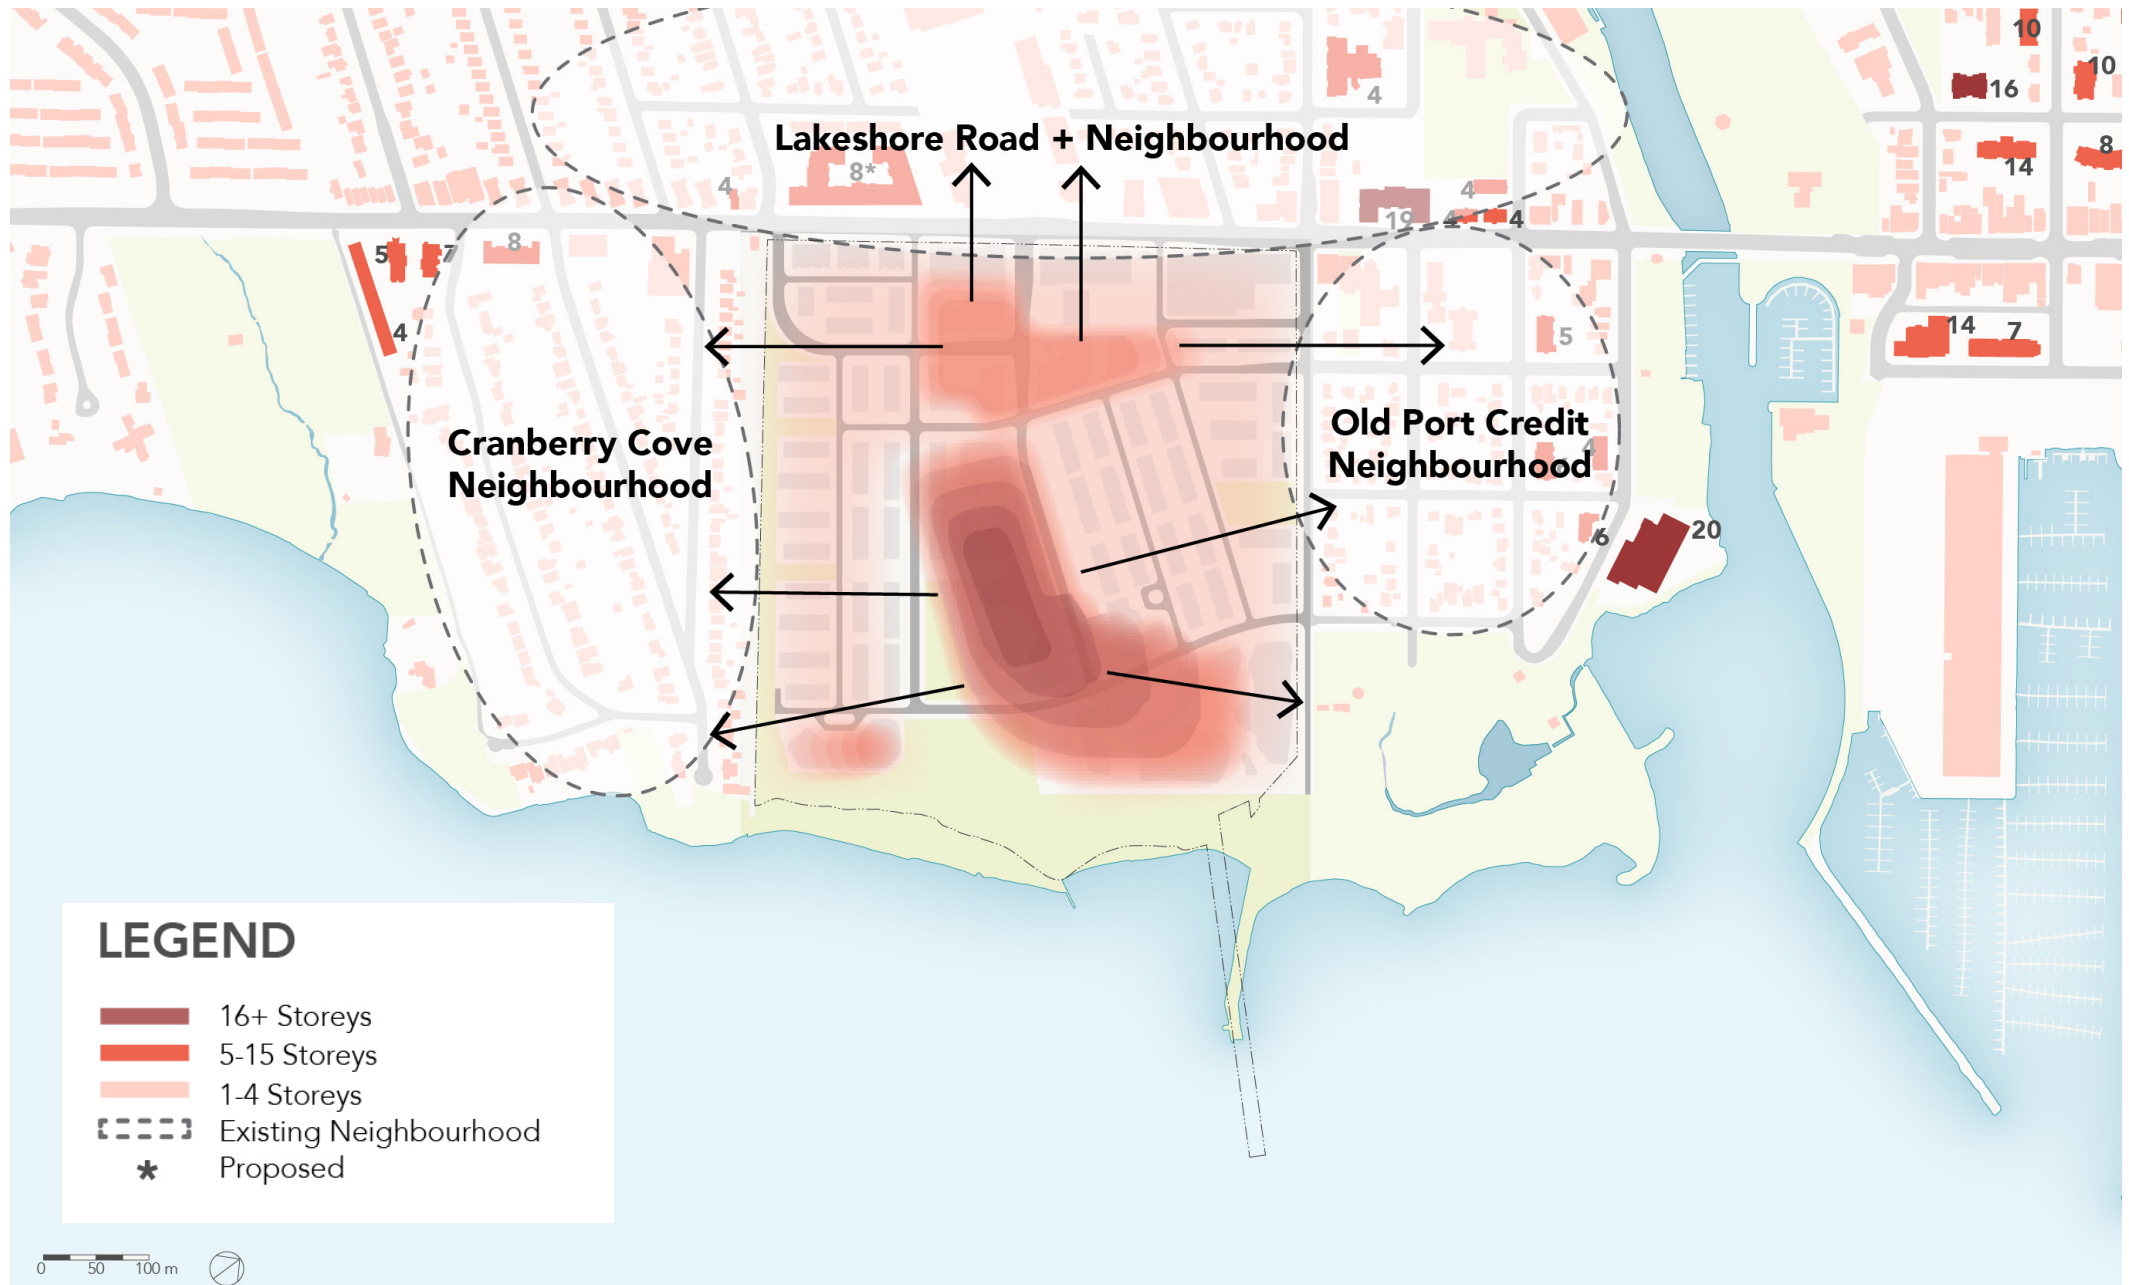 10
10
16
4
Lakeshore Road + Neighbourhood
8
14
8*
4
4
19
4
4
8
5
7
4
5
14
7
Old Port Credit
Neighbourhood
4
Cranberry Cove
Neighbourhood
6
20
LEGEND
16+ Storeys
5-15 Storeys
1-4 Storeys
Existing Neighbourhood
* Proposed
0 50 100 m